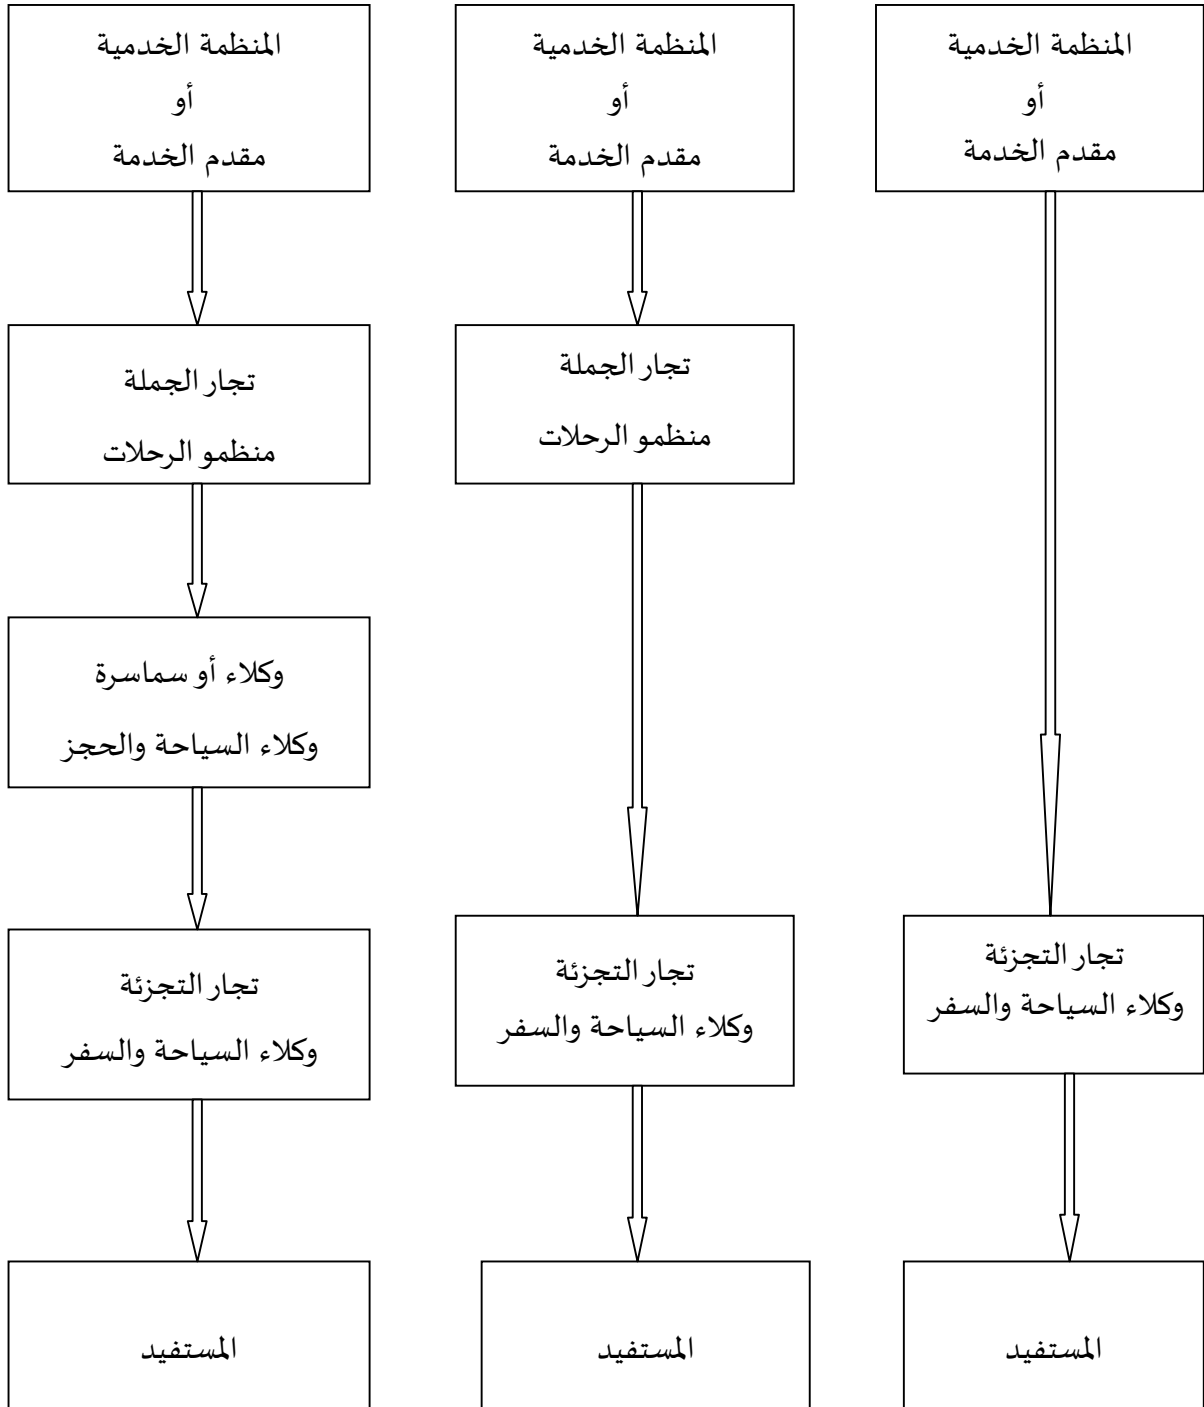 المنظمة الخدمية
أو
مقدم الخدمة
المنظمة الخدمية
أو
مقدم الخدمة
المنظمة الخدمية
أو
مقدم الخدمة
تجار الجملة
منظمو الرحلات
تجار الجملة
منظمو الرحلات
وكلاء أو سماسرة
وكلاء السياحة والحجز
تجار التجزئة
وكلاء السياحة والسفر
تجار التجزئة
وكلاء السياحة والسفر
تجار التجزئة
وكلاء السياحة والسفر
المستفيد
المستفيد
المستفيد